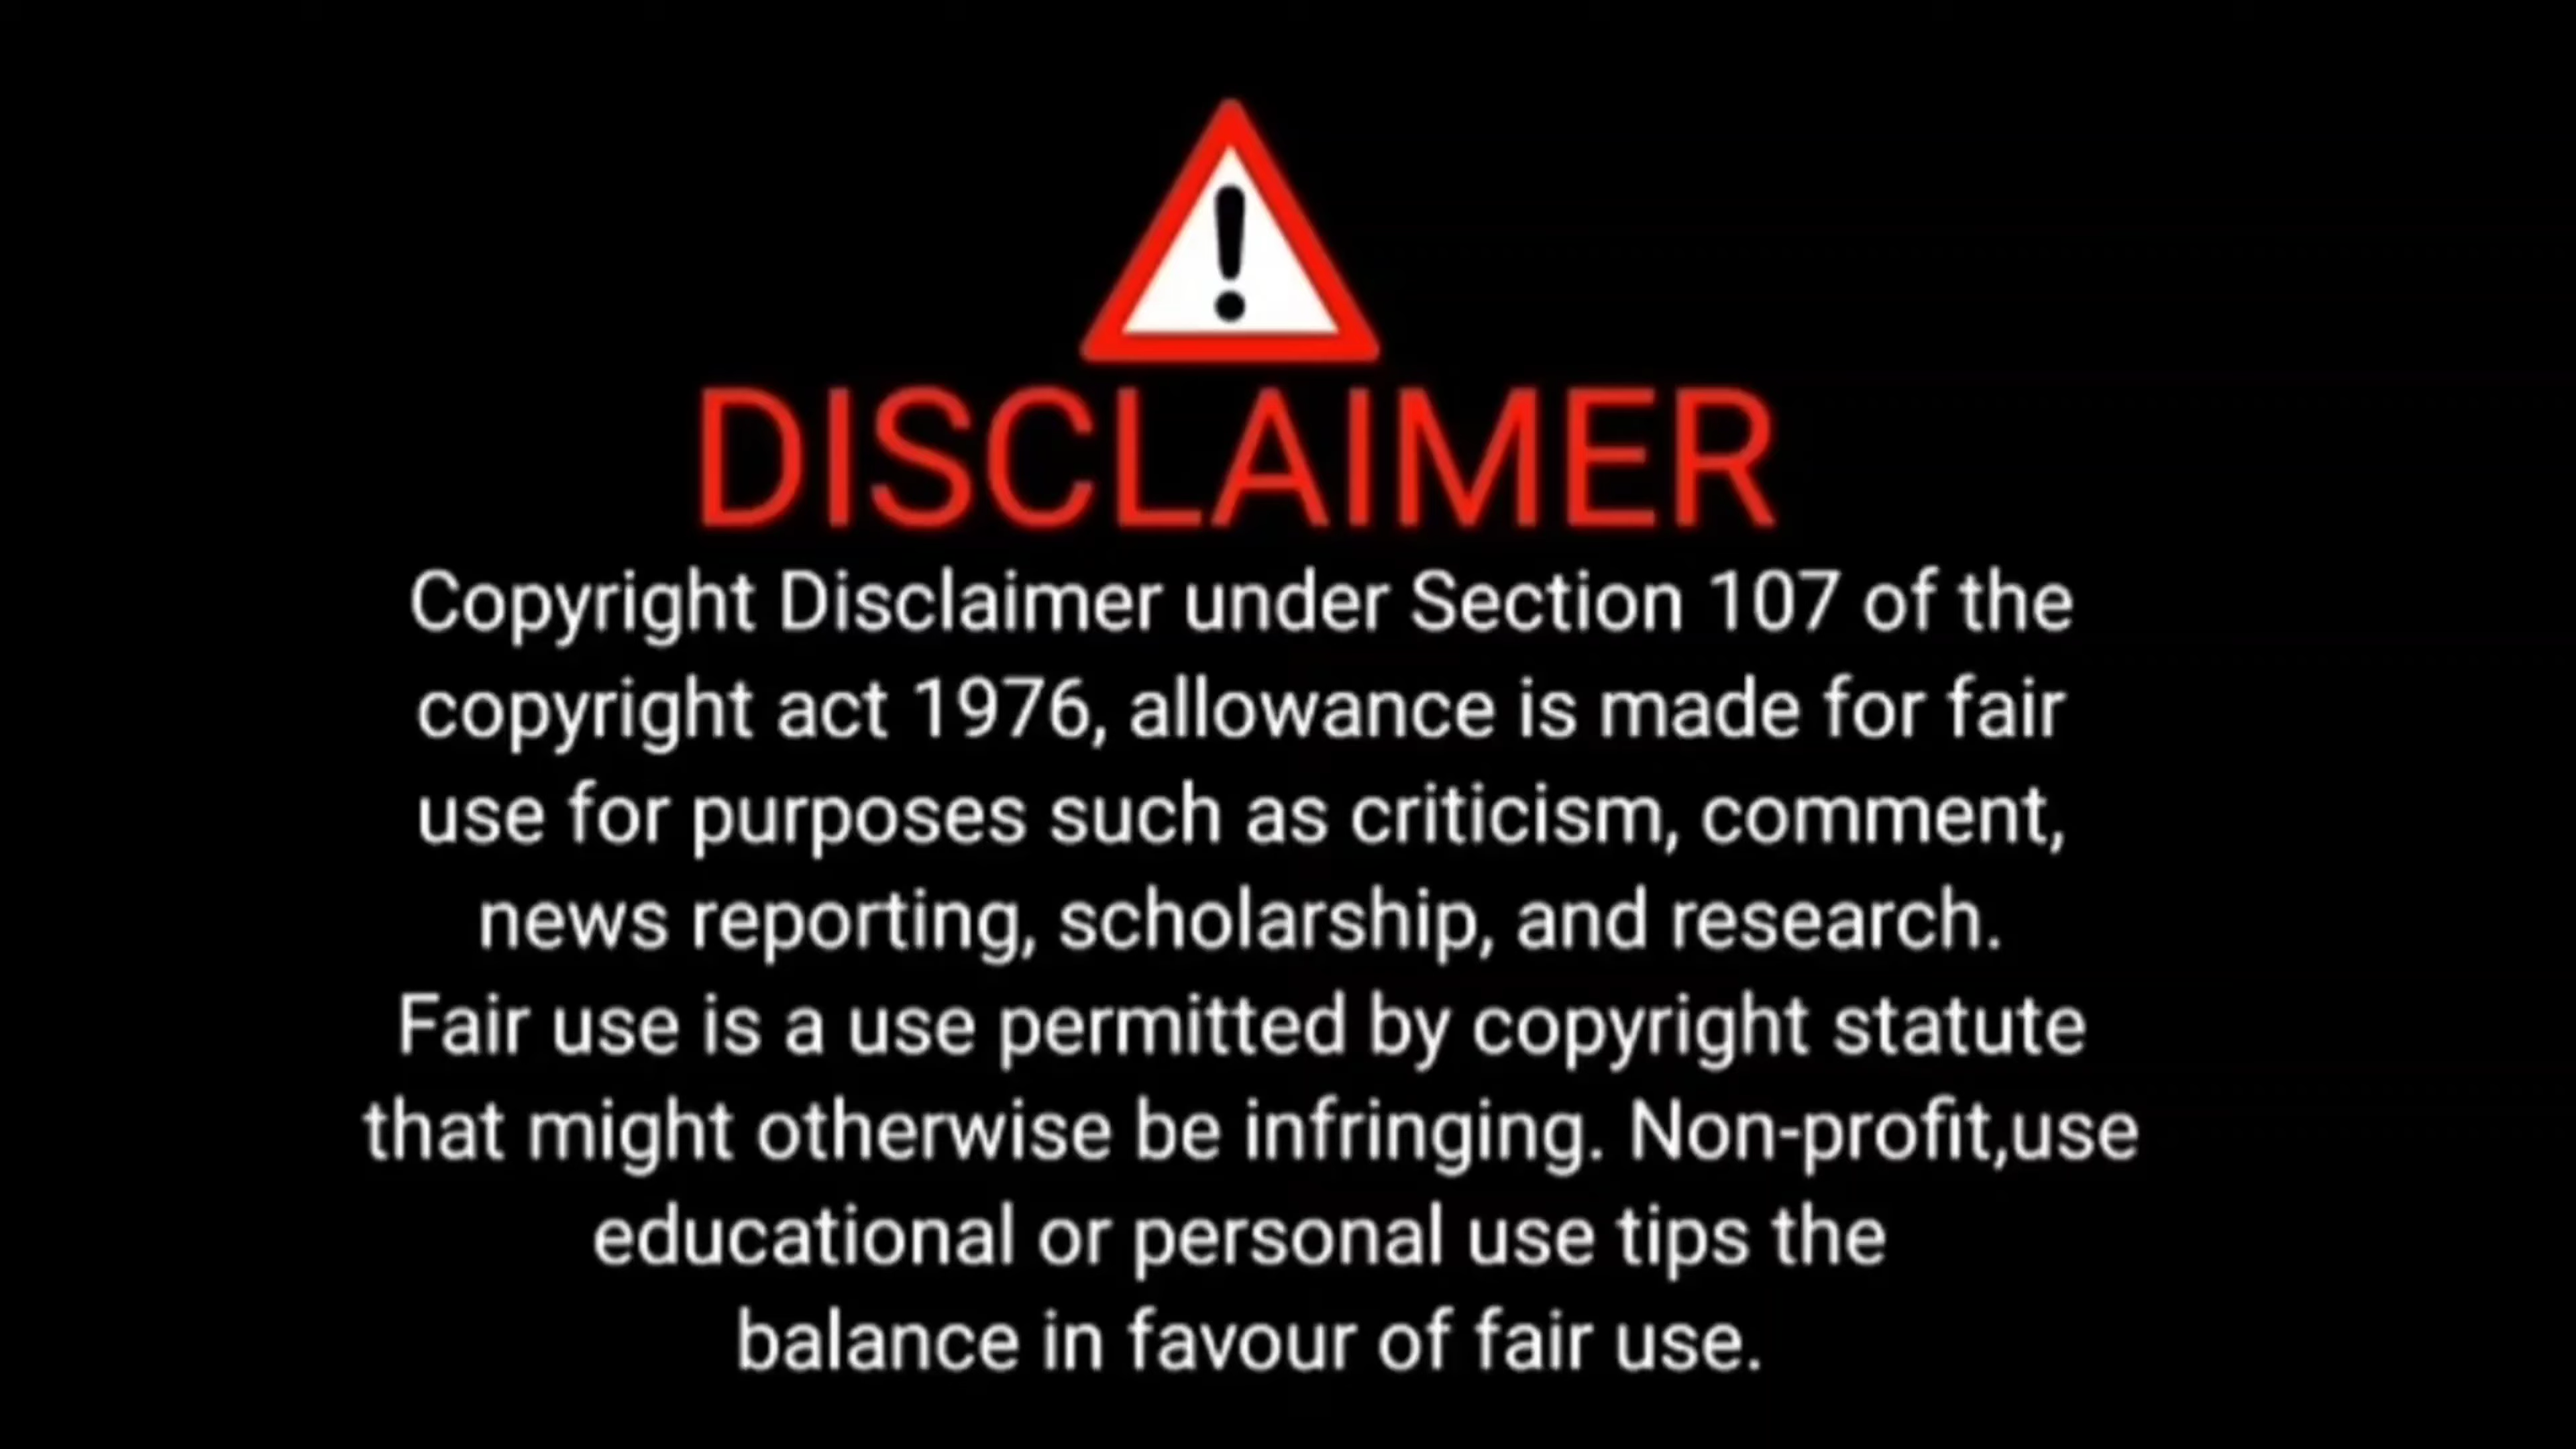 DISCLAIMER
Copyright Disclaimer under Section 107 of the
copyright act 1976, allowance is made for fair
use for purposes such as criticism, comment,
news reporting, scholarship, and research.
Fair use is a use permitted by copyright statute
that might otherwise be infringing. Non-profit,use
educational or personal use tips the
balance in favour of fair use.